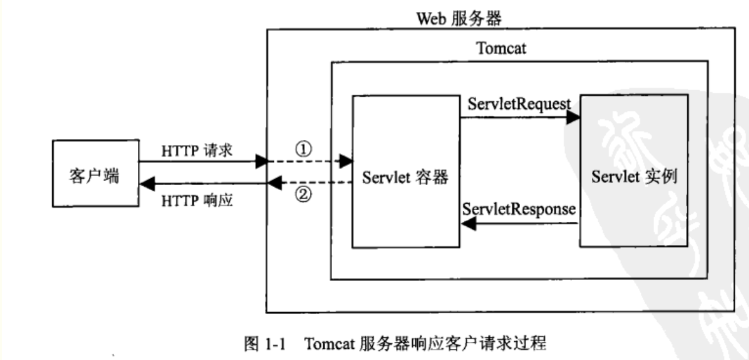 Web 服务器
Tomcat
ServletRequest
HTTP 请求
①
客户端
Servlet 容器
Servlet 实例
②
HTTP 响应
ServletResponse
图 1-1 Tomcat 服务器响应客户请求过程